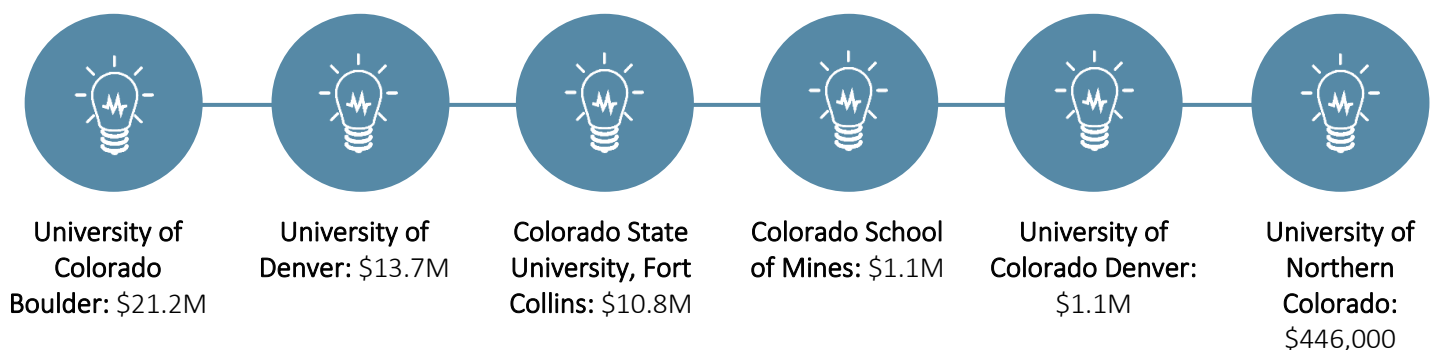 University of
Colorado
Boulder: $21.2M
University of
Denver: $13.7M
Colorado State
University, Fort
Collins: $10.8M
Colorado School
of Mines: $1.1M
University of
Colorado Denver:
$1.1M
University of
Northern
Colorado:
$446,000